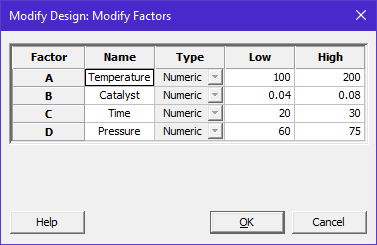 Modify Design: Modify Factors
Factor Name Type Low High
A Temperature Numeric 100 200
B Catalyst Numeric 0.04 0.08
C Time Numeric 20 30
D Pressure Numeric 60 75
Help OK Cancel